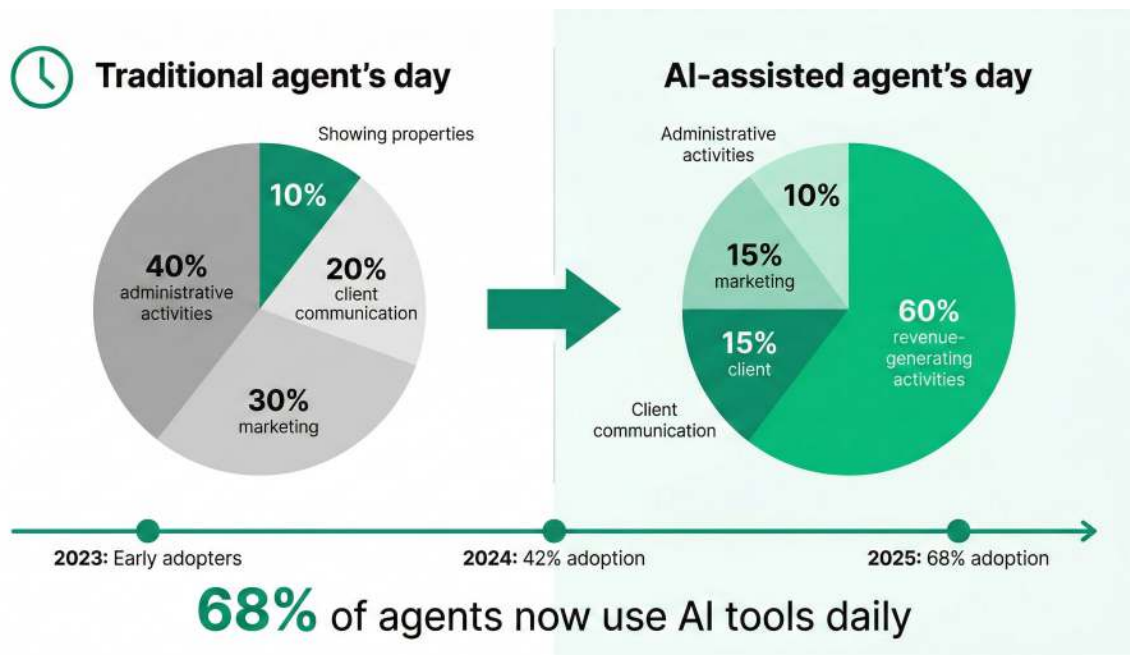 Traditional agent’s day
Showing properties
10%
20%
client
communication
30%
marketing
40%
administrative
activities
AI-assisted agent’s day
Administrative
activities
10%
15%
marketing
15%
client
Client
communication
60%
revenue-
generating
activities
2023: Early adopters
2024: 42% adoption
2025: 68% adoption
68% of agents now use AI tools daily